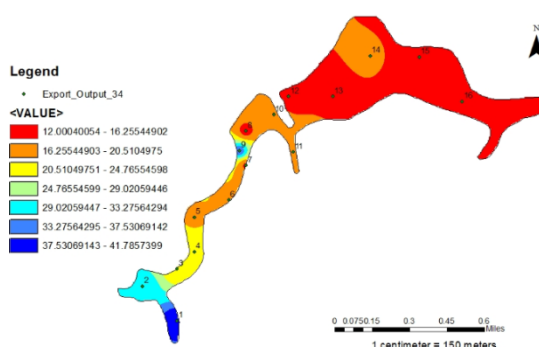 N
Legend
Export_Output_34
<VALUE>
12.00040054 - 16.25544902
16.25544903 - 20.5104975
20.51049751 - 24.76554598
24.76554599 - 29.02059446
29.02059447 - 33.27564294
33.27564295 - 37.53069142
37.53069143 - 41.7857399
14
15
12
13
10
8
9
11
7
6
5
4
3
2
1
0 0.075 0.15 0.3 0.45 0.6
Miles
1 centimeter = 150 meters